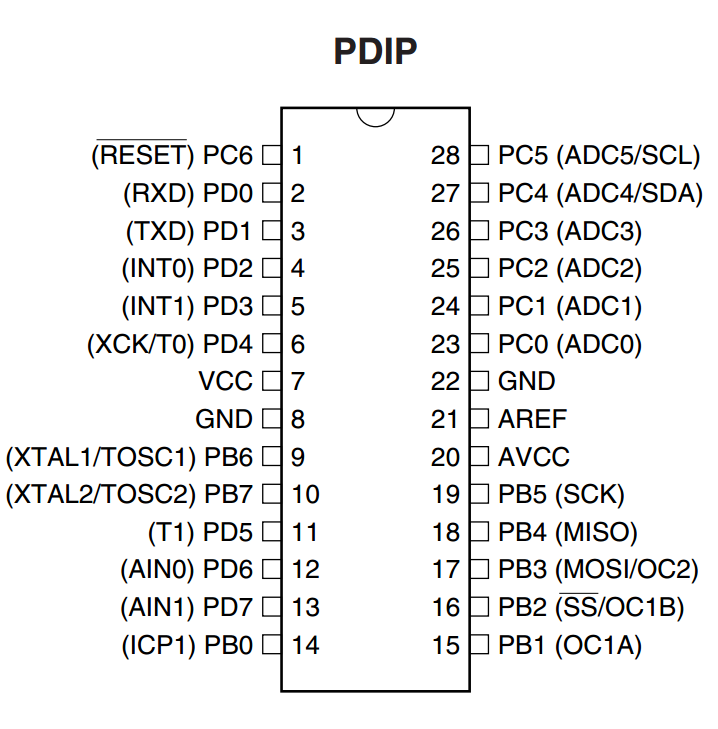 PDIP
(RESET) PC6 1 28 PC5 (ADC5/SCL)
(RXD) PD0 2 27 PC4 (ADC4/SDA)
(TXD) PD1 3 26 PC3 (ADC3)
(INT0) PD2 4 25 PC2 (ADC2)
(INT1) PD3 5 24 PC1 (ADC1)
(XCK/T0) PD4 6 23 PC0 (ADC0)
VCC 7 22 GND
GND 8 21 AREF
(XTAL1/TOSC1) PB6 9 20 AVCC
(XTAL2/TOSC2) PB7 10 19 PB5 (SCK)
(T1) PD5 11 18 PB4 (MISO)
(AIN0) PD6 12 17 PB3 (MOSI/OC2)
(AIN1) PD7 13 16 PB2 (SS/OC1B)
(ICP1) PB0 14 15 PB1 (OC1A)